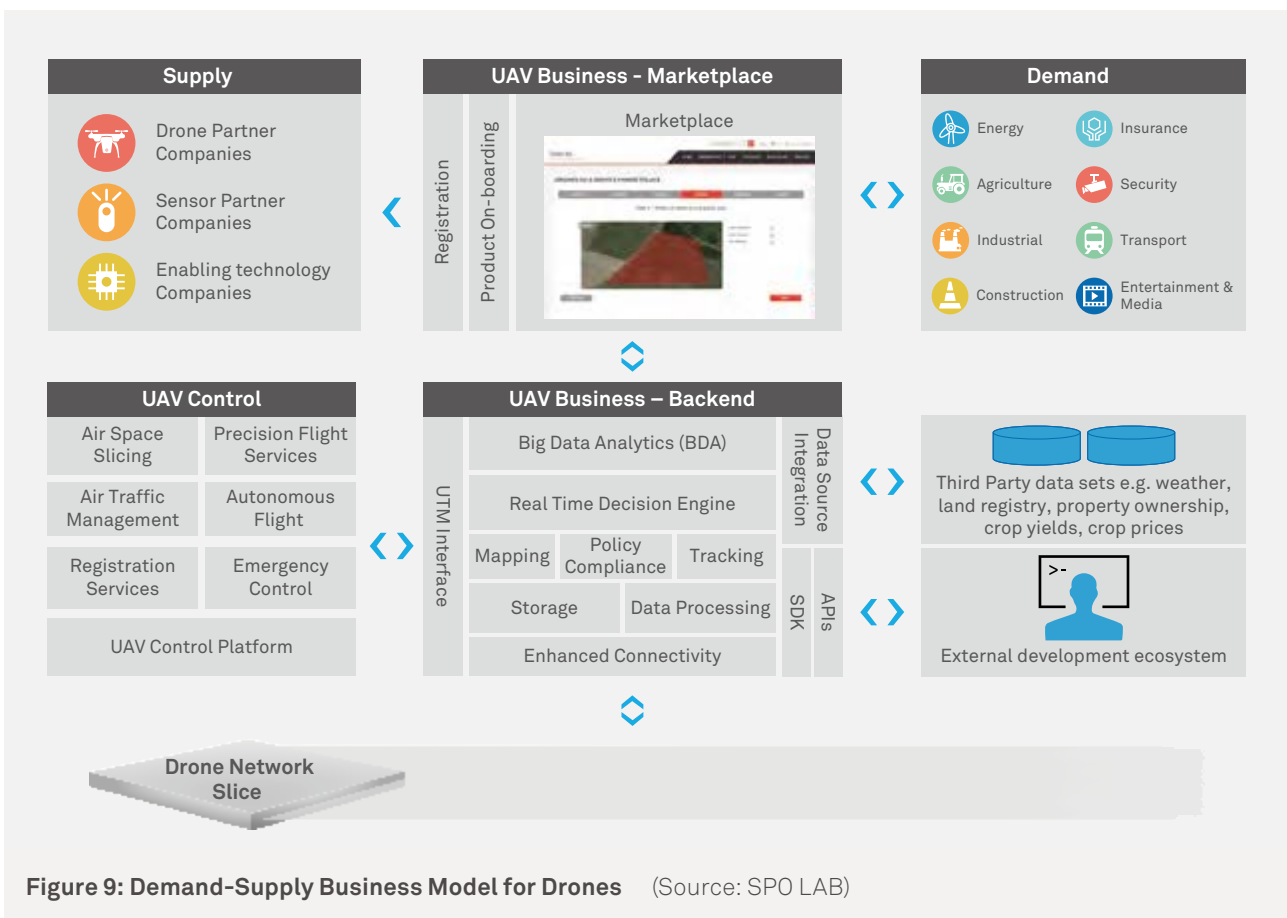 Supply
Drone Partner
Companies
Sensor Partner
Companies
Enabling technology
Companies
UAV Business - Marketplace
Registration
Product On-boarding
Marketplace
Demand
Energy
Insurance
Agriculture
Security
Industrial
Transport
Construction
Entertainment &
Media
UAV Control
Air Space
Slicing
Precision Flight
Services
Air Traffic
Management
Autonomous
Flight
Registration
Services
Emergency
Control
UAV Control Platform
UAV Business – Backend
UTM Interface
Big Data Analytics (BDA)
Real Time Decision Engine
Mapping
Policy
Compliance
Tracking
Storage
Data Processing
Enhanced Connectivity
Data Source
Integration
SDK
APIs
Third Party data sets e.g. weather,
land registry, property ownership,
crop yields, crop prices
>-
External development ecosystem
Drone Network
Slice
Figure 9: Demand-Supply Business Model for Drones (Source: SPO LAB)